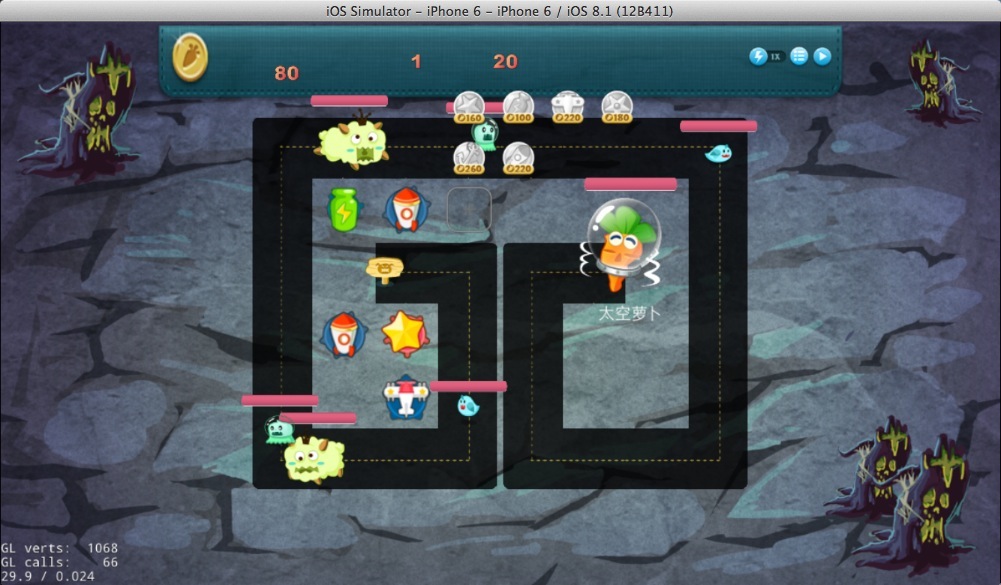 iOS Simulator - iPhone 6 - iPhone 6 / iOS 8.1 (12B411)
80 1 20
1X
160 100 220 180
260 220
太空萝卜
GL verts: 1068
GL calls: 66
29.9 / 0.024